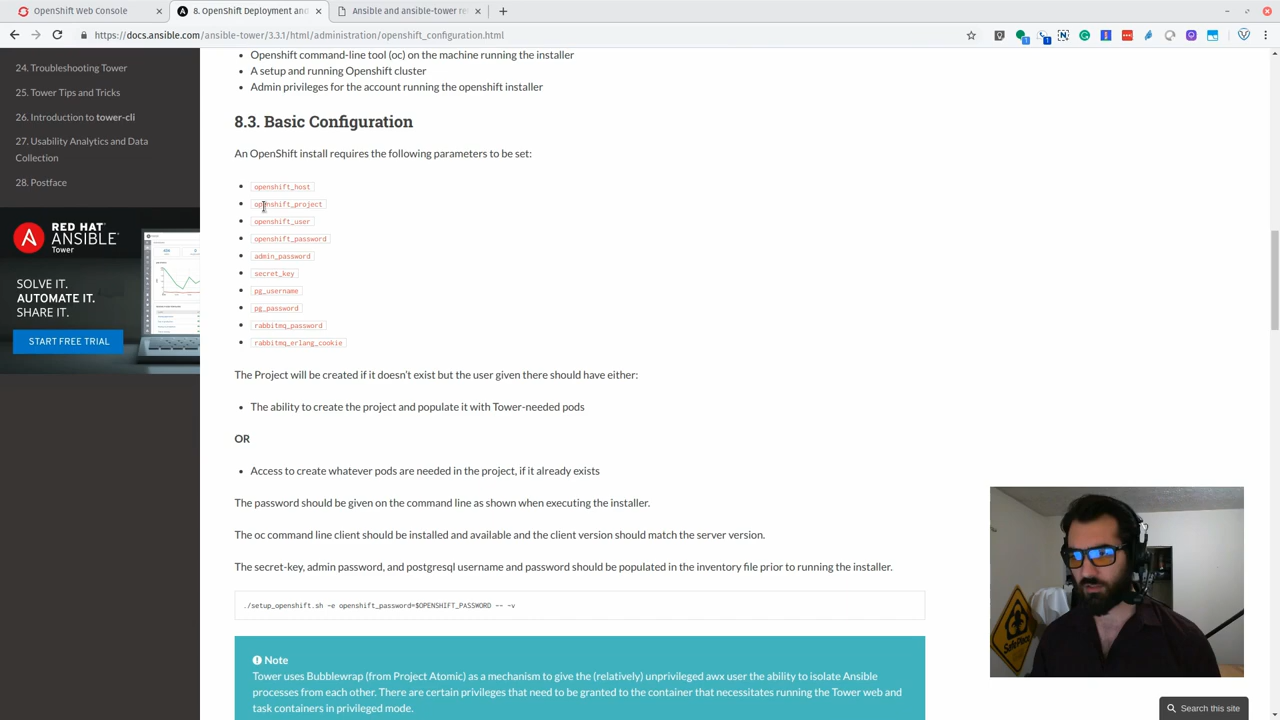 OpenShift Web Console
8. OpenShift Deployment and
Ansible and ansible-tower re
https://docs.ansible.com/ansible-tower/3.3.1/html/administration/openshift_configuration.html
24. Troubleshooting Tower
25. Tower Tips and Tricks
26. Introduction to tower-cli
27. Usability Analytics and Data
Collection
28. Postface
RED HAT
ANSIBLE
Tower
SOLVE IT.
AUTOMATE IT.
SHARE IT.
START FREE TRIAL
• Openshift command-line tool (oc) on the machine running the installer
• A setup and running Openshift cluster
• Admin privileges for the account running the openshift installer
8.3. Basic Configuration
An OpenShift install requires the following parameters to be set:
• openshift_host
• openshift_project
• openshift_user
• openshift_password
• admin_password
• secret_key
• pg_username
• pg_password
• rabbitmq_password
• rabbitmq_erlang_cookie
The Project will be created if it doesn't exist but the user given there should have either:
• The ability to create the project and populate it with Tower-needed pods
OR
• Access to create whatever pods are needed in the project, if it already exists
The password should be given on the command line as shown when executing the installer.
The oc command line client should be installed and available and the client version should match the server version.
The secret-key, admin password, and postgresql username and password should be populated in the inventory file prior to running the installer.
./setup_openshift.sh -e openshift_password=$OPENSHIFT_PASSWORD -- -v
Note
Tower uses Bubblewrap (from Project Atomic) as a mechanism to give the (relatively) unprivileged awx user the ability to isolate Ansible
processes from each other. There are certain privileges that need to be granted to the container that necessitates running the Tower web and
task containers in privileged mode.
Search this site